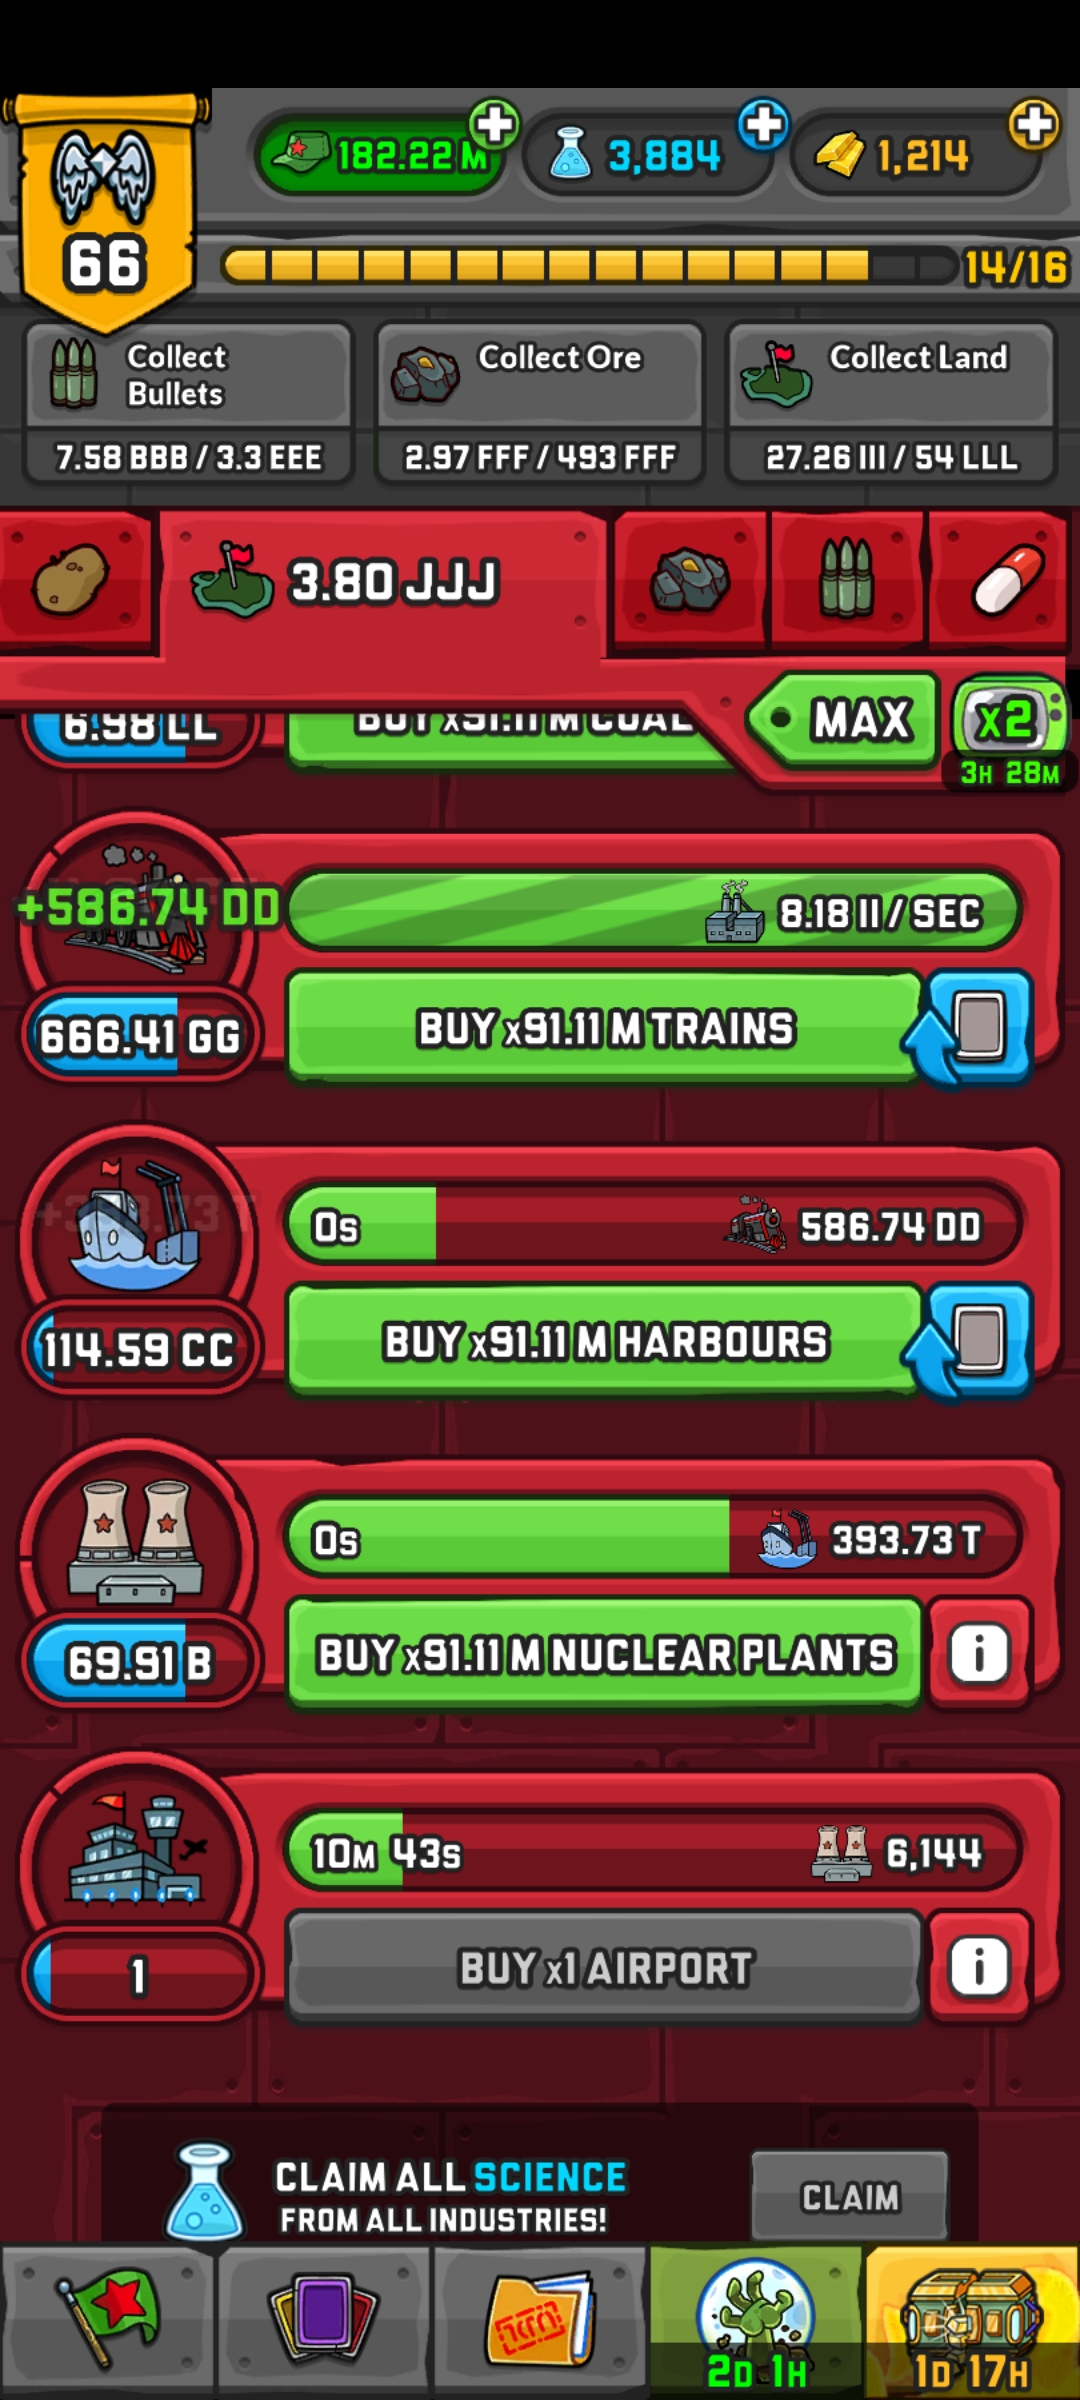 182.22 M
3,884
1,214
66
14/16
Collect
Bullets
Collect Ore
Collect Land
7.58 BBB / 3.3 EEE
2.97 FFF / 493 FFF
27.26 III / 54 LLL
3.80 JJJ
MAX
x2
3H 28M
6.98 LL
BUY x91.11 M COAL
+586.74 DD
8.18 II / SEC
666.41 GG
BUY x91.11 M TRAINS
0s
586.74 DD
114.59 CC
BUY x91.11 M HARBOURS
0s
393.73 T
69.91 B
BUY x91.11 M NUCLEAR PLANTS
i
10M 43s
6,144
1
BUY x1 AIRPORT
i
CLAIM ALL SCIENCE
FROM ALL INDUSTRIES!
CLAIM
2D 1H
1D 17H